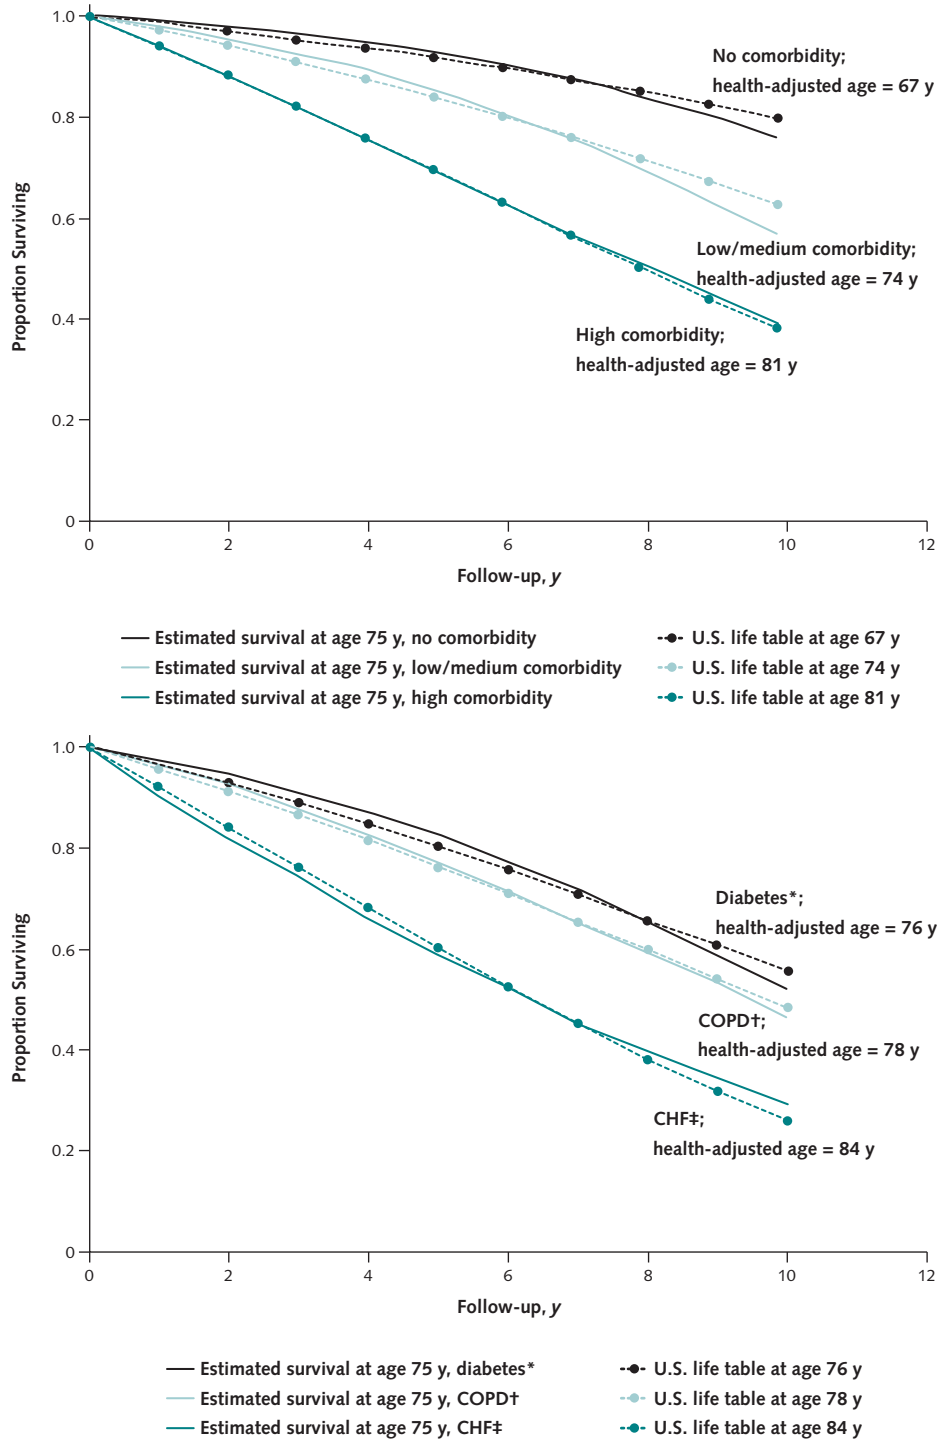 1.0
0.8
0.6
0.4
0.2
0
Proportion Surviving
No comorbidity;
health-adjusted age = 67 y
Low/medium comorbidity;
health-adjusted age = 74 y
High comorbidity;
health-adjusted age = 81 y
0 2 4 6 8 10 12
Follow-up, y
Estimated survival at age 75 y, no comorbidity
Estimated survival at age 75 y, low/medium comorbidity
Estimated survival at age 75 y, high comorbidity
U.S. life table at age 67 y
U.S. life table at age 74 y
U.S. life table at age 81 y
1.0
0.8
0.6
0.4
0.2
0
Proportion Surviving
Diabetes*;
health-adjusted age = 76 y
COPD†;
health-adjusted age = 78 y
CHF‡;
health-adjusted age = 84 y
0 2 4 6 8 10 12
Follow-up, y
Estimated survival at age 75 y, diabetes*
Estimated survival at age 75 y, COPD†
Estimated survival at age 75 y, CHF‡
U.S. life table at age 76 y
U.S. life table at age 78 y
U.S. life table at age 84 y